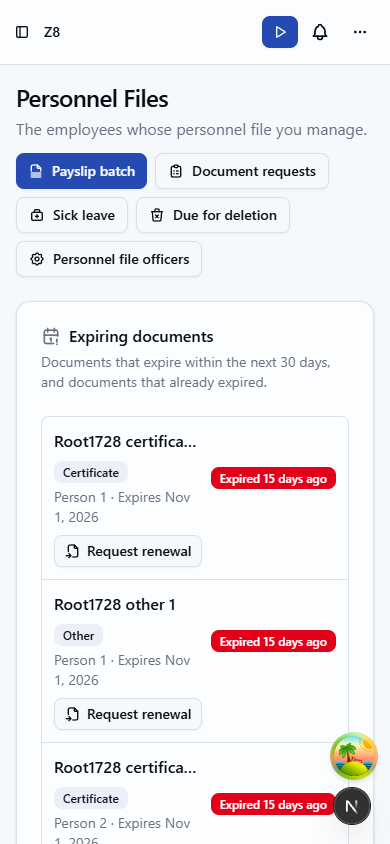 Z8
Personnel Files
The employees whose personnel file you manage.
Payslip batch
Document requests
Sick leave
Due for deletion
Personnel file officers
Expiring documents
Documents that expire within the next 30 days,
and documents that already expired.
Root1728 certifica...
Certificate
Expired 15 days ago
Person 1 · Expires Nov
1, 2026
Request renewal
Root1728 other 1
Other
Expired 15 days ago
Person 1 · Expires Nov
1, 2026
Request renewal
Root1728 certifica...
Certificate
Expired 15 days ago
N
Person 2 · Expires Nov
1, 2026